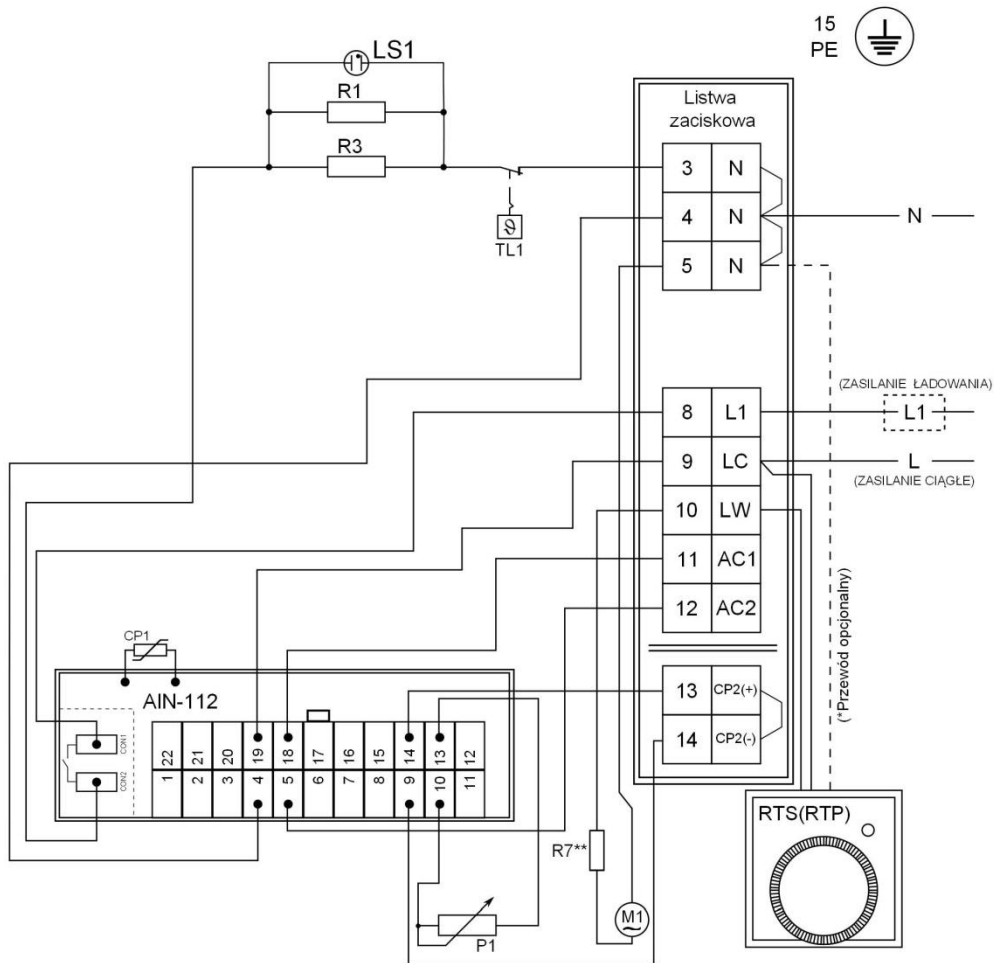 15
PE
LS1
R1
R3
TL1
Listwa
zaciskowa
3 N
4 N
5 N
N
8 L1
9 LC
10 LW
11 AC1
12 AC2
13 CP2(+)
14 CP2(-)
(ZASILANIE ŁADOWANIA)
L1
L
(ZASILANIE CIĄGŁE)
(*Przewód opcjonalny)
CP1
AIN-112
CON1
CON2
22 21 20 19 18 17 16 15 14 13 12
1 2 3 4 5 6 7 8 9 10 11
R7**
M1
P1
RTS(RTP)